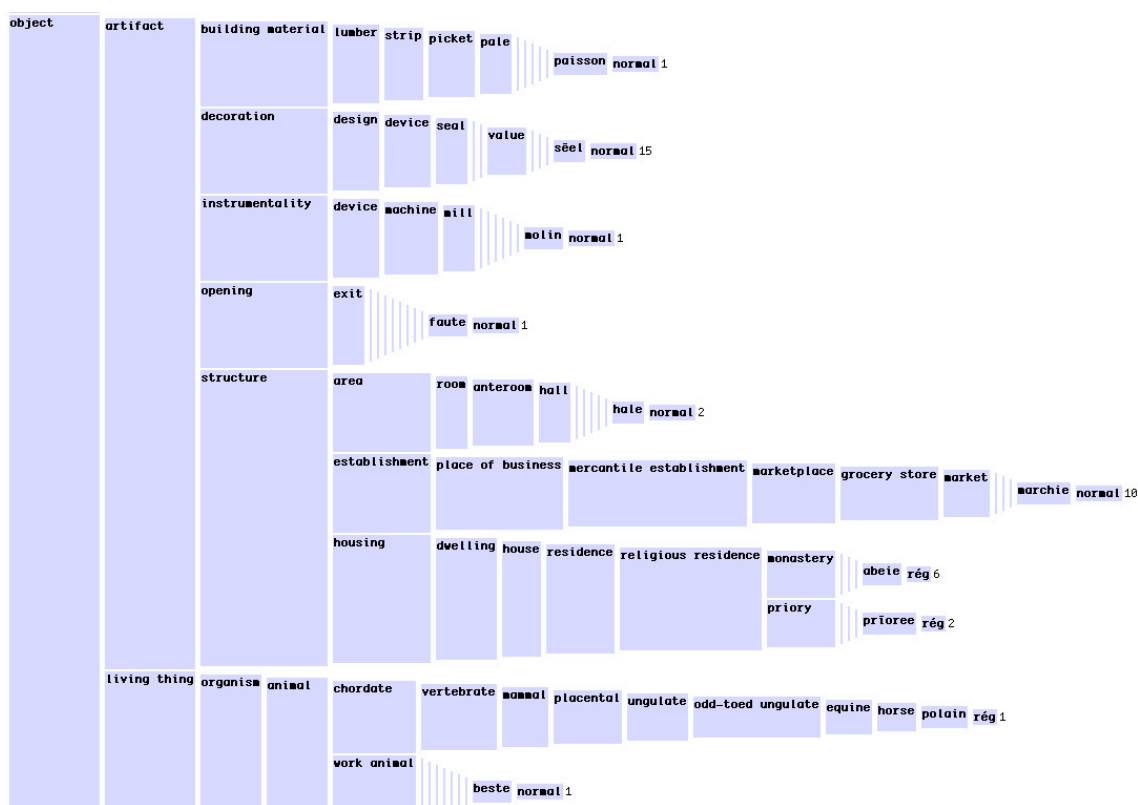 object artifact building material lumber strip picket pale paisson normal 1
decoration design device seal value sëel normal 15
instrumentality device machine mill molin normal 1
opening exit faute normal 1
structure area room anteroom hall hale normal 2
establishment place of business mercantile establishment marketplace grocery store market marchie normal 10
housing dwelling house residence religious residence monastery abeie rég 6
priory prïoree rég 2
living thing organism animal chordate vertebrate mammal placental ungulate odd-toed ungulate equine horse polain rég 1
work animal beste normal 1